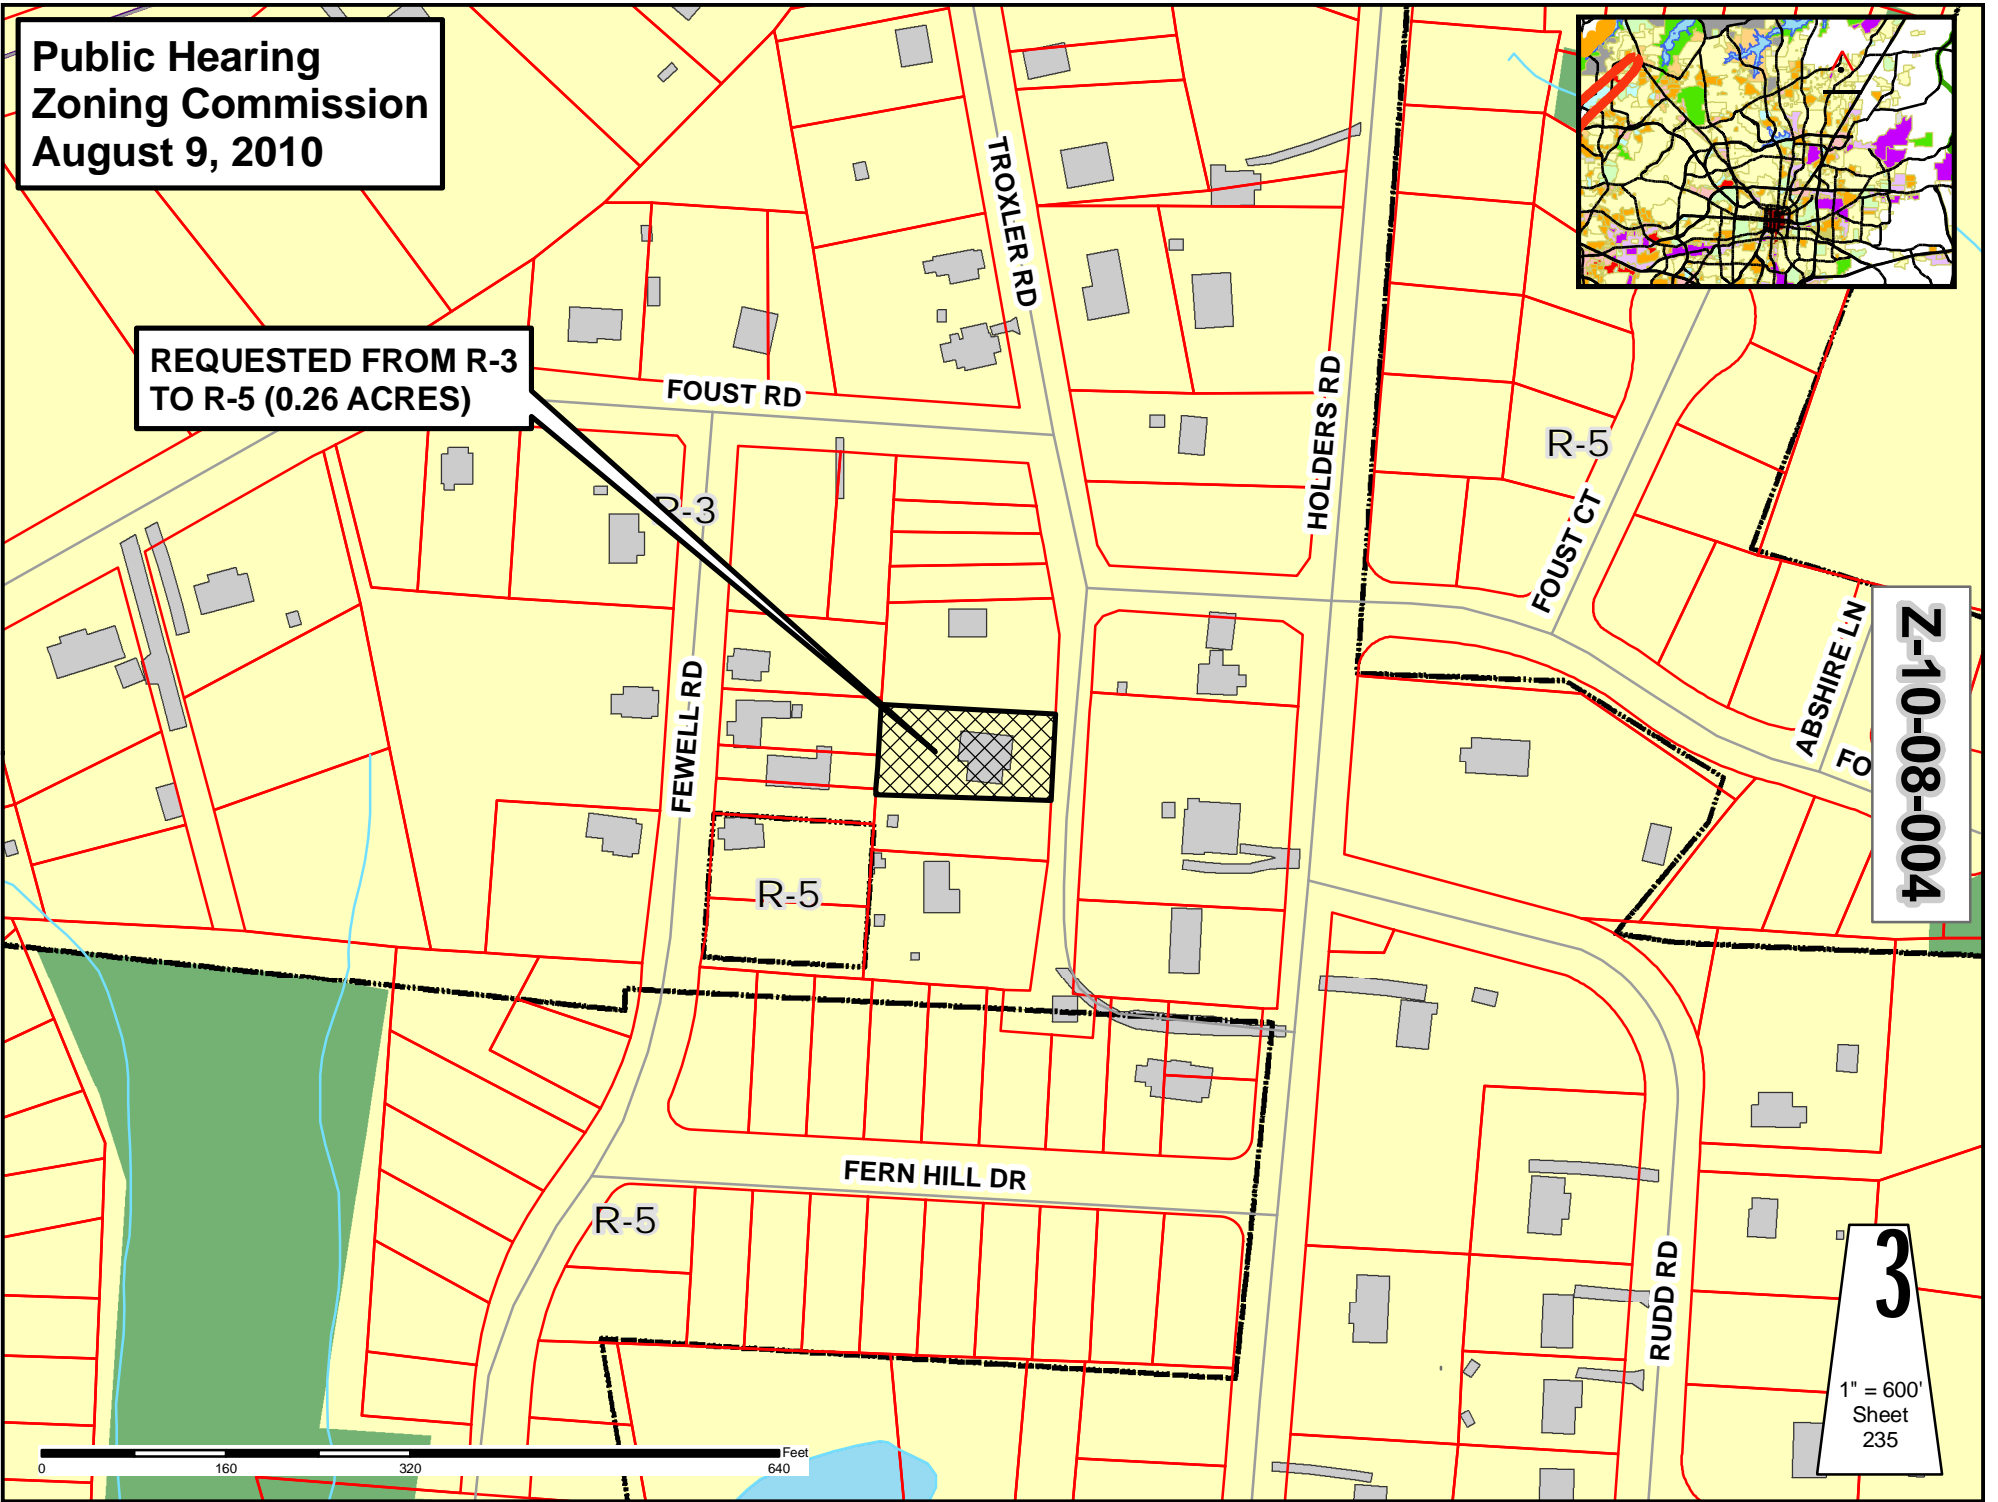 Public Hearing
Zoning Commission
August 9, 2010
REQUESTED FROM R-3
TO R-5 (0.26 ACRES)
TROXLER RD
FOUST RD
HOLDERS RD
R-5
R-3
FOUST CT
ABSHIRE LN
FO
Z-10-08-004
FEWELL RD
R-5
FERN HILL DR
R-5
RUDD RD
3
1" = 600'
Sheet
235
Feet
0 160 320 640